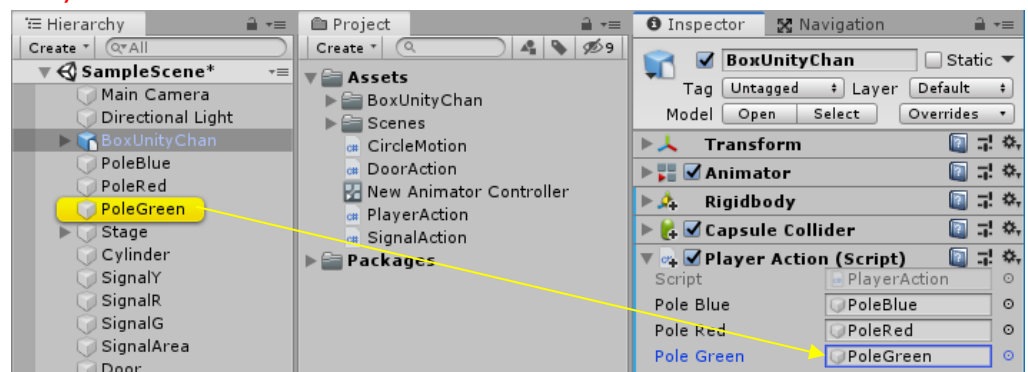 Hierarchy
Create
All
SampleScene*
Main Camera
Directional Light
BoxUnityChan
PoleBlue
PoleRed
PoleGreen
Stage
Cylinder
SignalY
SignalR
SignalG
SignalArea
Door
Project
Create
9
Assets
BoxUnityChan
Scenes
CircleMotion
DoorAction
New Animator Controller
PlayerAction
SignalAction
Packages
Inspector Navigation
BoxUnityChan Static
Tag Untagged Layer Default
Model Open Select Overrides
Transform
Animator
Rigidbody
Capsule Collider
Player Action (Script)
Script PlayerAction
Pole Blue PoleBlue
Pole Red PoleRed
Pole Green PoleGreen